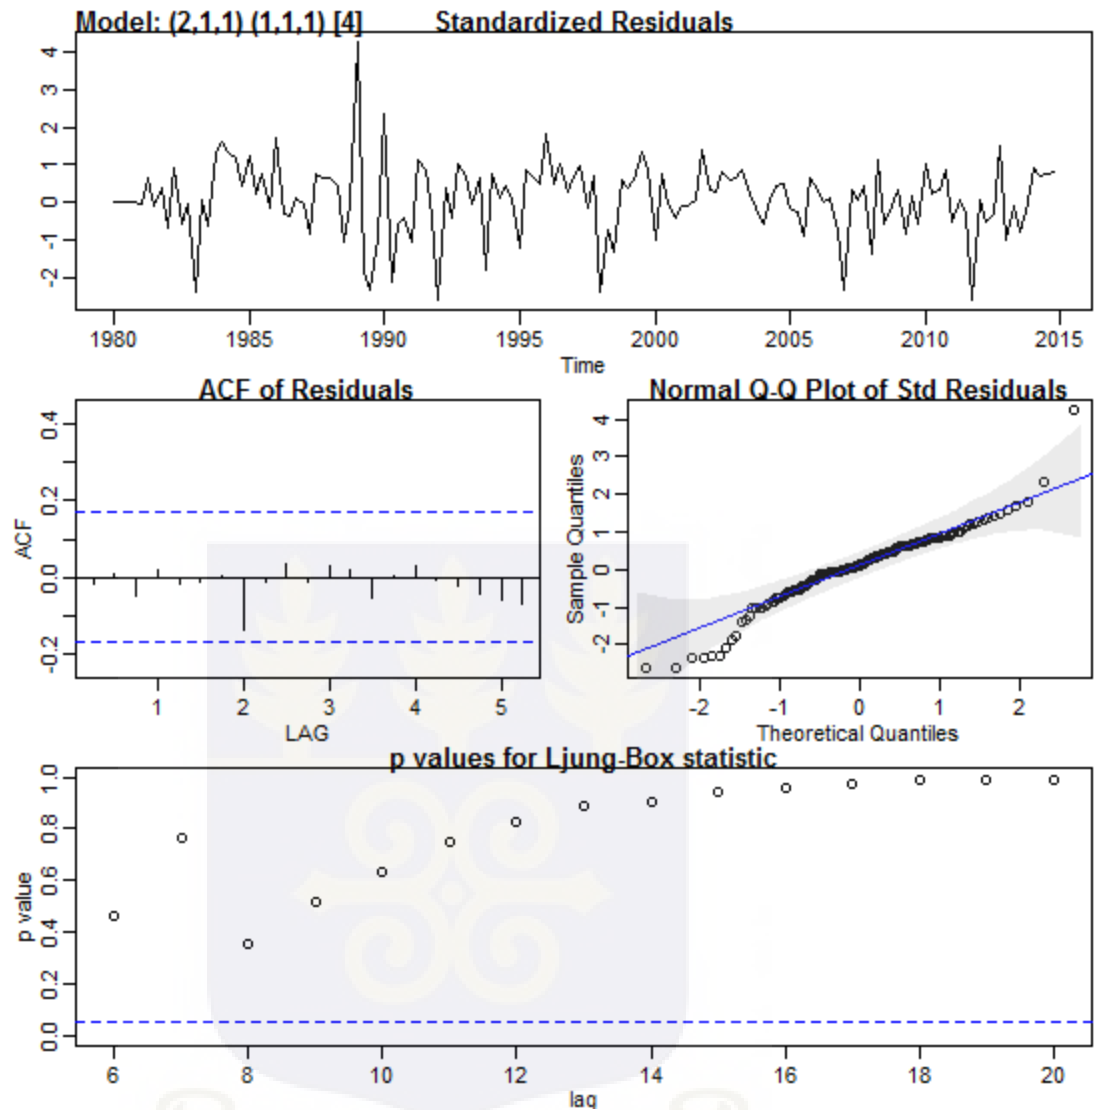 Model: (2,1,1) (1,1,1) [4] Standardized Residuals
4
3
2
1
0
-1
-2
1980 1985 1990 1995 2000 2005 2010 2015
Time
ACF of Residuals
ACF
0.4
0.2
0.0
-0.2
1 2 3 4 5
LAG
Normal Q-Q Plot of Std Residuals
Sample Quantiles
4
3
2
1
0
-1
-2
-2 -1 0 1 2
Theoretical Quantiles
p values for Ljung-Box statistic
p value
1.0
0.8
0.6
0.4
0.2
0.0
6 8 10 12 14 16 18 20
lag